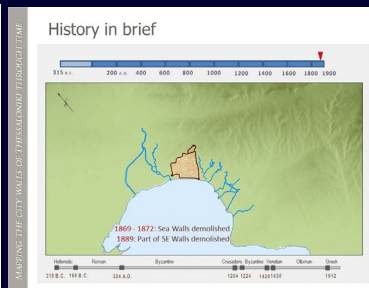 MAPPING THE CITY WALLS OF THESSALONIKI THROUGH TIME
History in brief
315 B.C. 200 A.D. 400 600 800 1000 1200 1400 1600 1800 1900
1869 - 1872: Sea Walls demolished
1889: Part of SE Walls demolished
Hellenistic Roman Byzantine Crusaders Byzantine Venetian Ottoman Greek
315 B.C. 168 B.C. 324 A.D. 1204 1224 1423 1430 1912